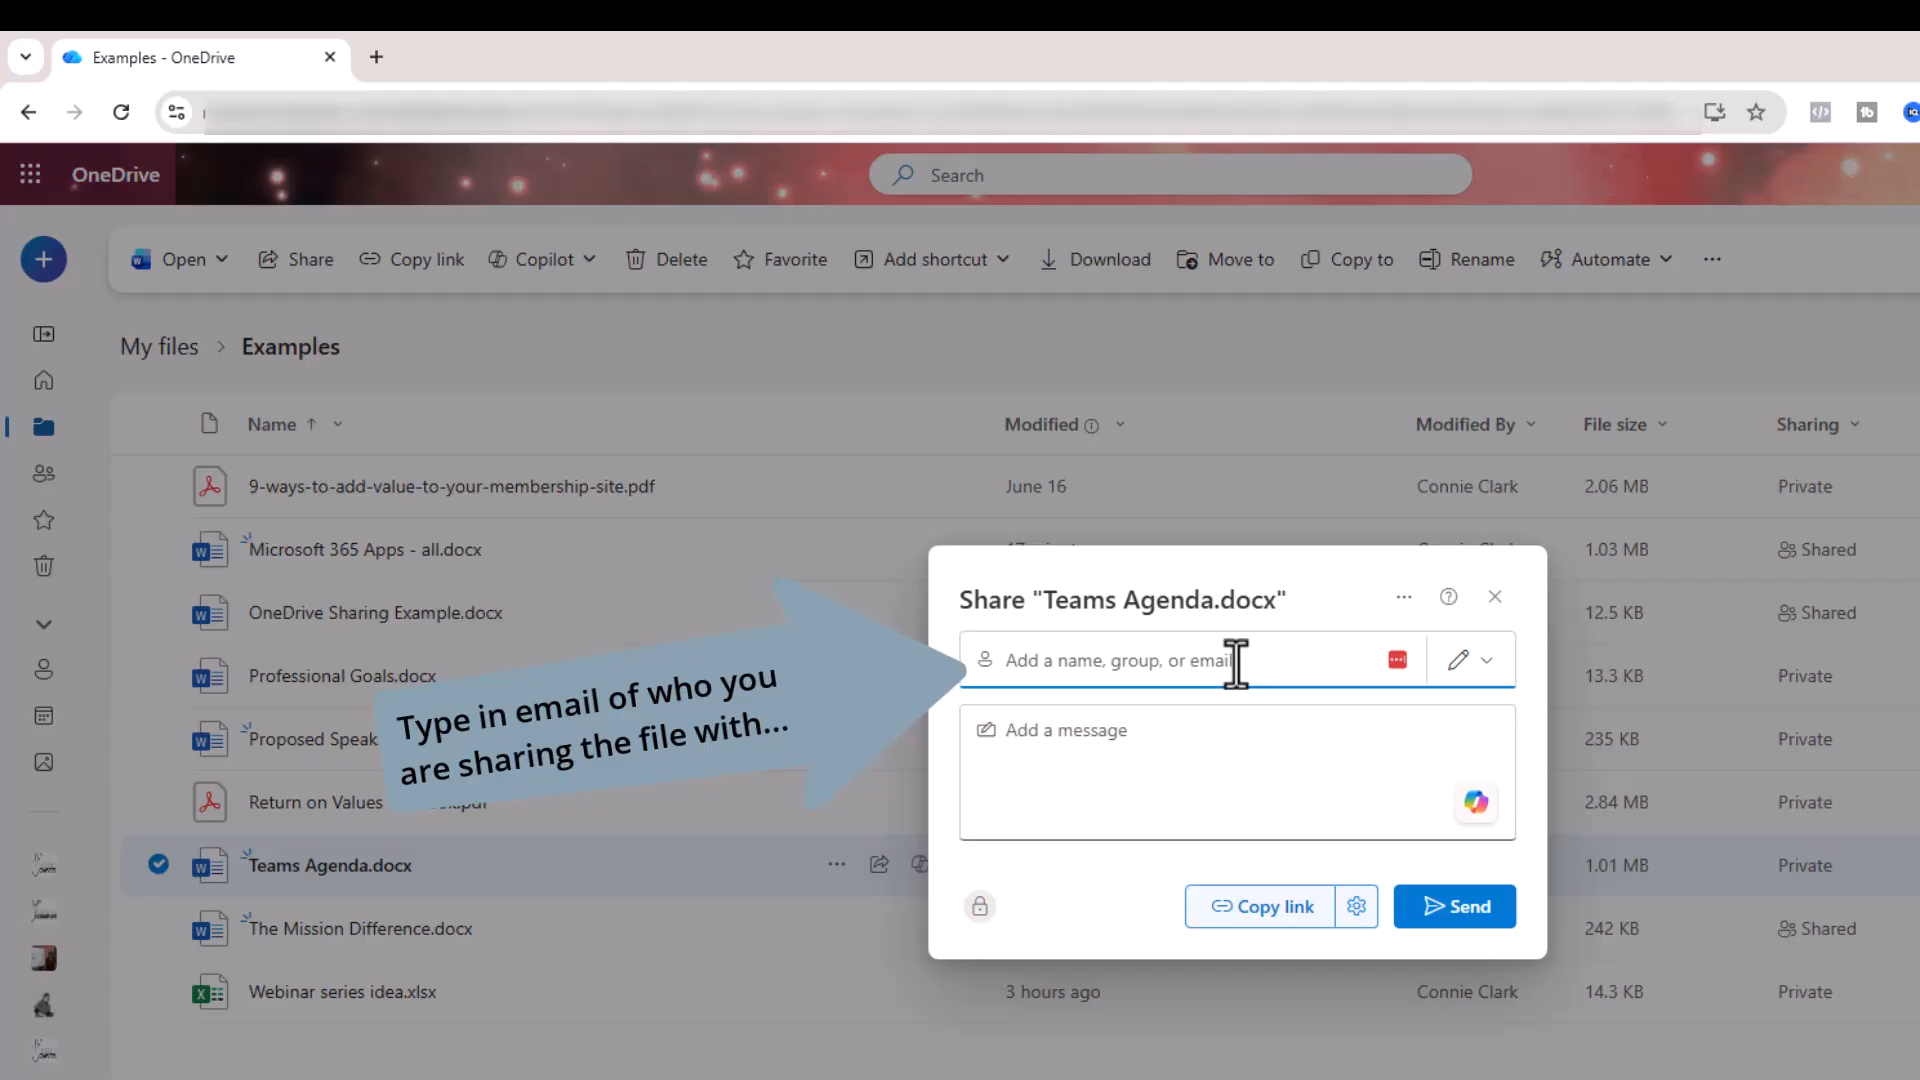 Examples - OneDrive
OneDrive
Search
Open
Share
Copy link
Copilot
Delete
Favorite
Add shortcut
Download
Move to
Copy to
Rename
Automate
My files > Examples
Name Modified Modified By File size Sharing
9-ways-to-add-value-to-your-membership-site.pdf June 16 Connie Clark 2.06 MB Private
Microsoft 365 Apps - all.docx 1.03 MB Shared
OneDrive Sharing Example.docx 12.5 KB Shared
Professional Goals.docx 13.3 KB Private
Proposed Speak 235 KB Private
Return on Values 2.84 MB Private
Teams Agenda.docx 1.01 MB Private
The Mission Difference.docx 242 KB Shared
Webinar series idea.xlsx 3 hours ago Connie Clark 14.3 KB Private
Type in email of who you
are sharing the file with...
Share "Teams Agenda.docx"
Add a name, group, or email
Add a message
Copy link
Send